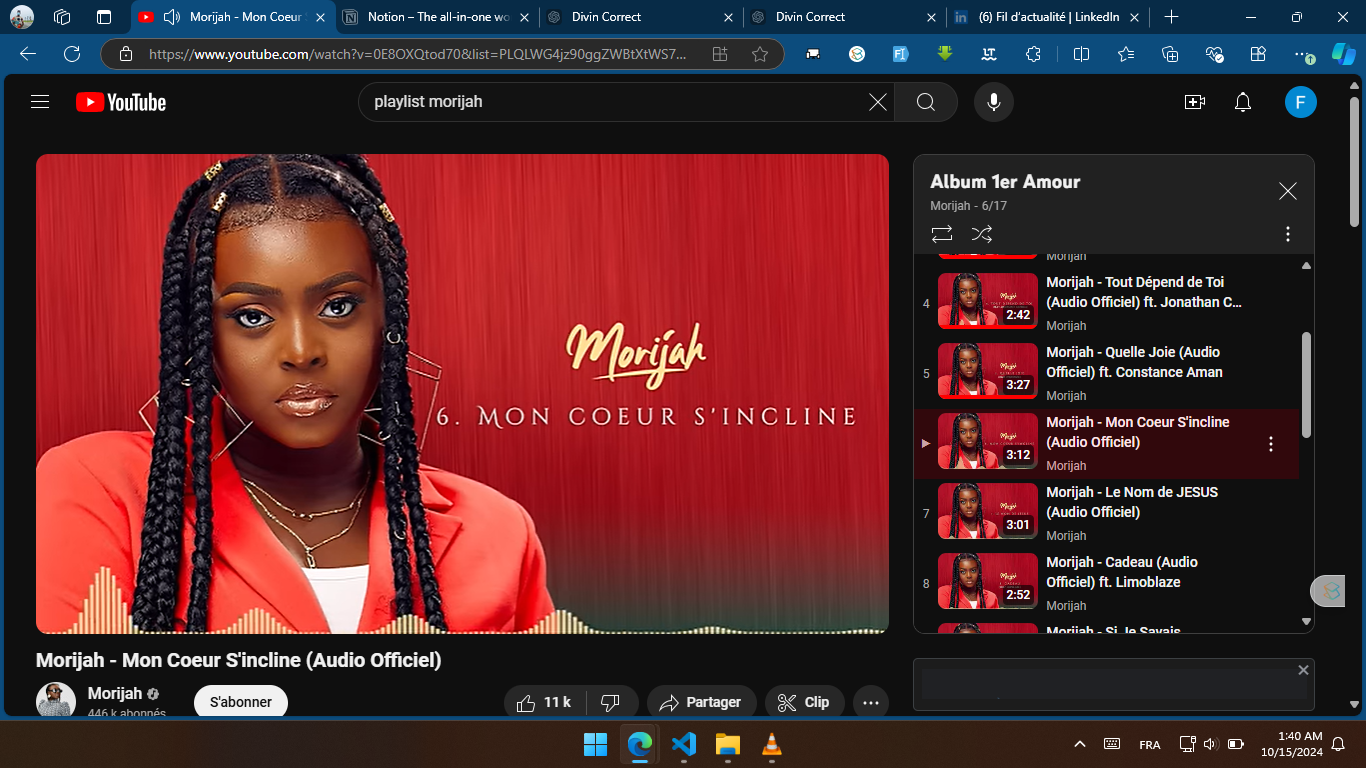 Morijah - Mon Coeur S
Notion – The all-in-one wo
Divin Correct
Divin Correct
(6) Fil d’actualité | LinkedIn
https://www.youtube.com/watch?v=0E8OXQtod70&list=PLQLWG4jz90ggZWBtXtWS7...
YouTube
playlist morijah
F
Morijah
6. Mon coeur s'incline
Album 1er Amour
Morijah - 6/17
Morijah
4
2:42
Morijah - Tout Dépend de Toi
(Audio Officiel) ft. Jonathan C...
Morijah
5
3:27
Morijah - Quelle Joie (Audio
Officiel) ft. Constance Aman
Morijah
3:12
Morijah - Mon Coeur S'incline
(Audio Officiel)
Morijah
7
3:01
Morijah - Le Nom de JESUS
(Audio Officiel)
Morijah
8
2:52
Morijah - Cadeau (Audio
Officiel) ft. Limoblaze
Morijah
Morijah - Si Je Savais
Morijah - Mon Coeur S'incline (Audio Officiel)
Morijah
446 k abonnés
S'abonner
11 k
Partager
Clip
FRA
1:40 AM
10/15/2024